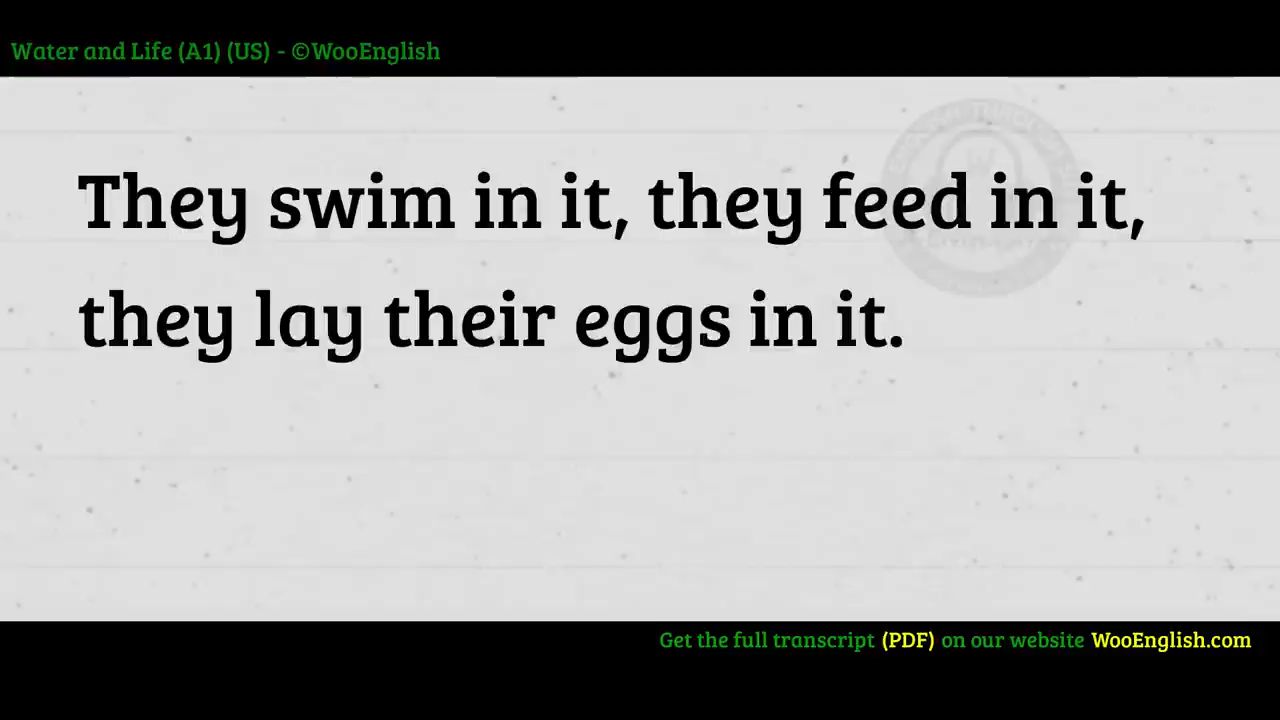 Water and Life (A1) (US) - ©WooEnglish
They swim in it, they feed in it,
they lay their eggs in it.
Get the full transcript (PDF) on our website WooEnglish.com